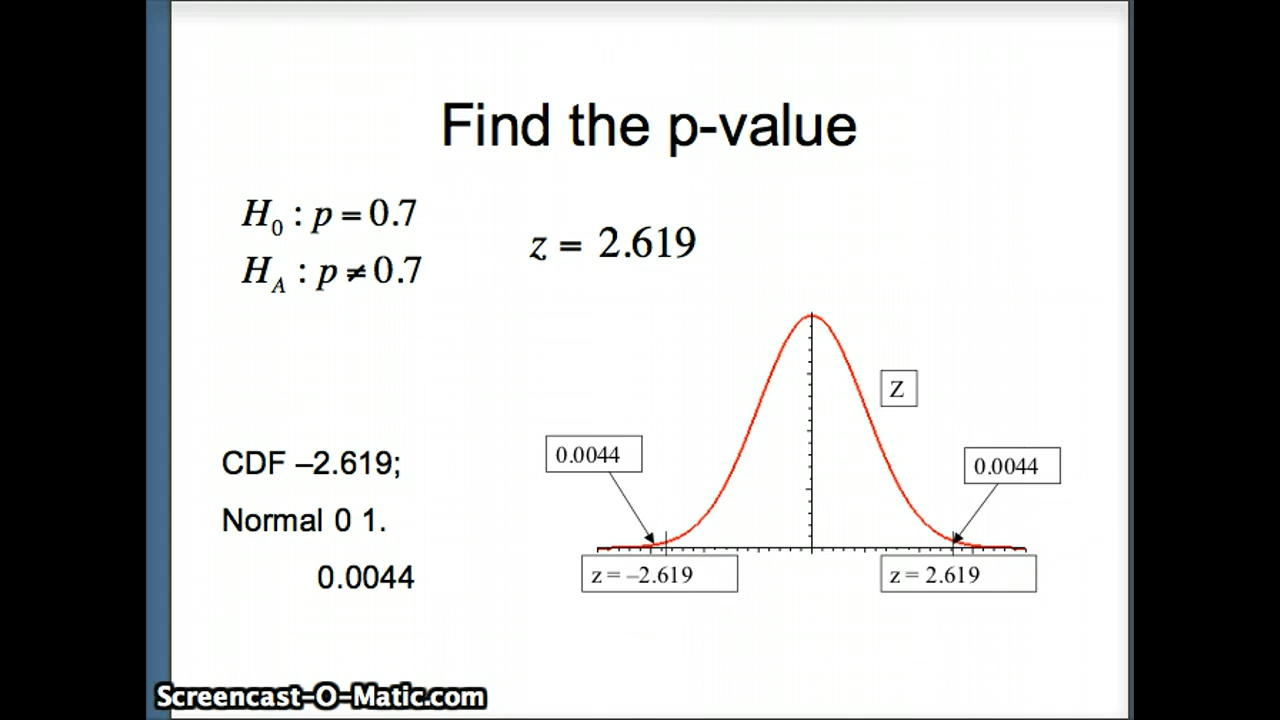 Find the p-value
H₀ : p = 0.7
z = 2.619
H_A : p ≠ 0.7
Z
0.0044
0.0044
CDF –2.619;
Normal 0 1.
0.0044
z = –2.619
z = 2.619
Screencast-O-Matic.com